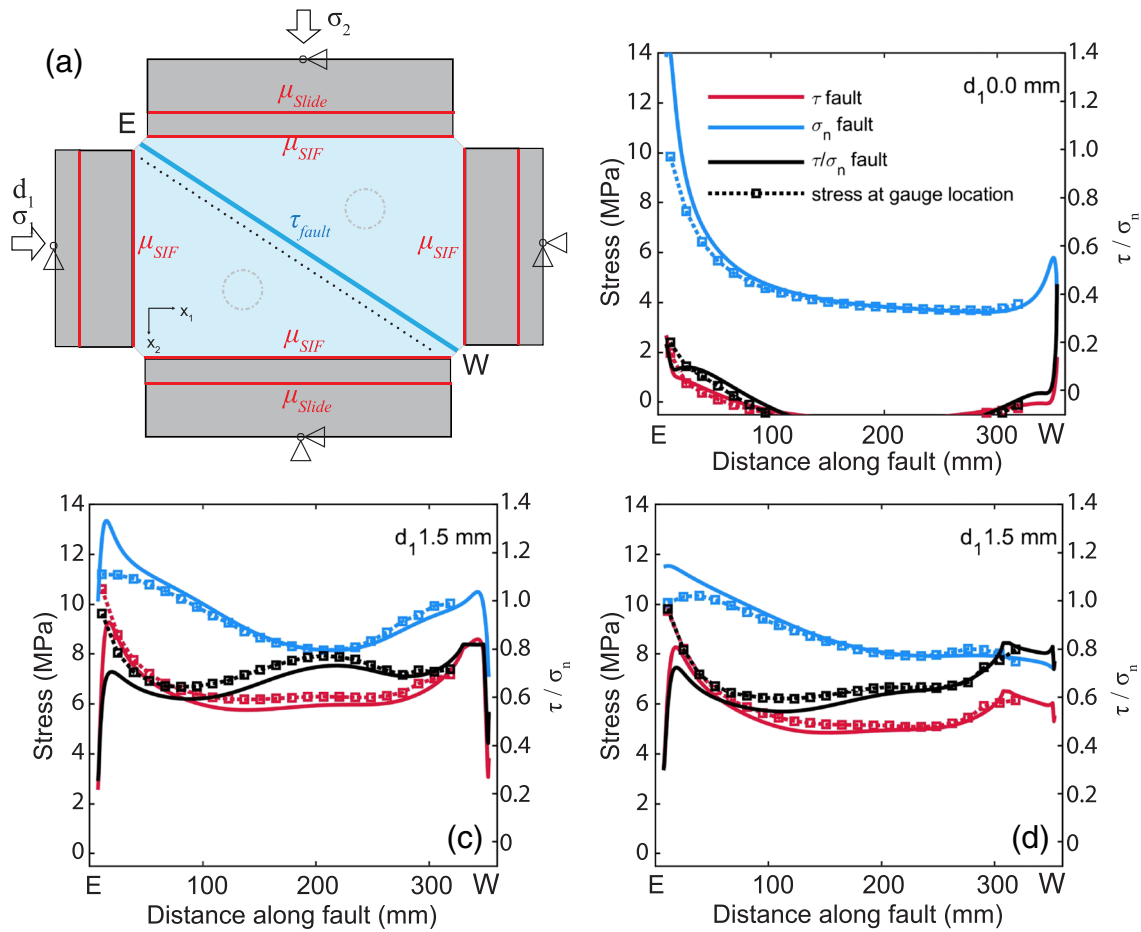 (a)
σ₂
E
μSlide
μSIF
d₁
σ₁
μSIF
τfault
μSIF
x₁
x₂
μSIF
W
μSlide
14
12
10
8
6
4
2
0
Stress (MPa)
1.4
1.2
1.0
0.8
0.6
0.4
0.2
0
τ / σn
d₁0.0 mm
τ fault
σn fault
τ/σn fault
stress at gauge location
E 100 200 300 W
Distance along fault (mm)
14
12
10
8
6
4
2
0
Stress (MPa)
1.4
1.2
1.0
0.8
0.6
0.4
0.2
0
τ / σn
d₁1.5 mm
(c)
E 100 200 300 W
Distance along fault (mm)
14
12
10
8
6
4
2
0
Stress (MPa)
1.4
1.2
1.0
0.8
0.6
0.4
0.2
0
τ / σn
d₁1.5 mm
(d)
E 100 200 300 W
Distance along fault (mm)